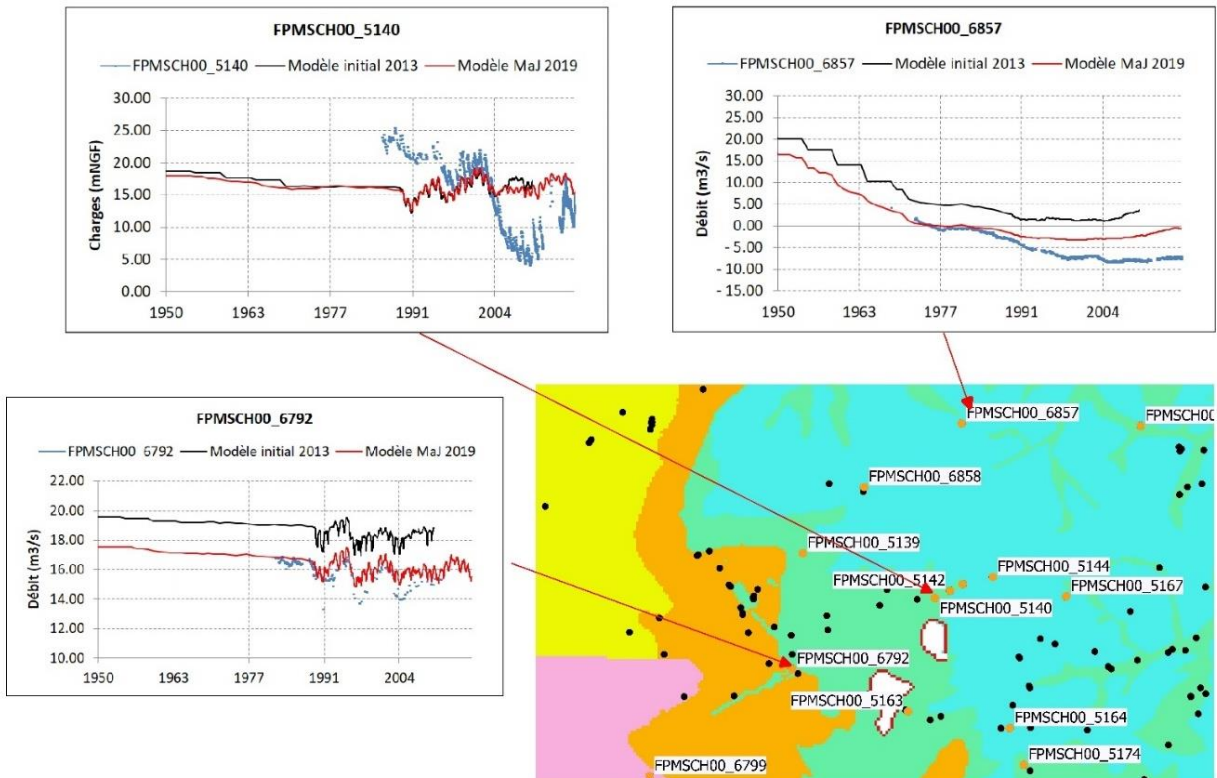 FPMSCH00_5140
FPMSCH00_5140 Modèle initial 2013 Modèle MaJ 2019
Charges (mNGF)
30.00
25.00
20.00
15.00
10.00
5.00
0.00
1950 1963 1977 1991 2004
FPMSCH00_6857
FPMSCH00_6857 Modèle initial 2013 Modèle MaJ 2019
Débit (m3/s)
30.00
25.00
20.00
15.00
10.00
5.00
0.00
- 5.00
- 10.00
- 15.00
1950 1963 1977 1991 2004
FPMSCH00_6792
FPMSCH00_6792 Modèle initial 2013 Modèle MaJ 2019
Débit (m3/s)
22.00
20.00
18.00
16.00
14.00
12.00
10.00
1950 1963 1977 1991 2004
FPMSCH00_6857
FPMSCH00
FPMSCH00_6858
FPMSCH00_5139
FPMSCH00_5142
FPMSCH00_5144
FPMSCH00_5167
FPMSCH00_5140
FPMSCH00_6792
FPMSCH00_5163
FPMSCH00_5164
FPMSCH00_5174
FPMSCH00_6799